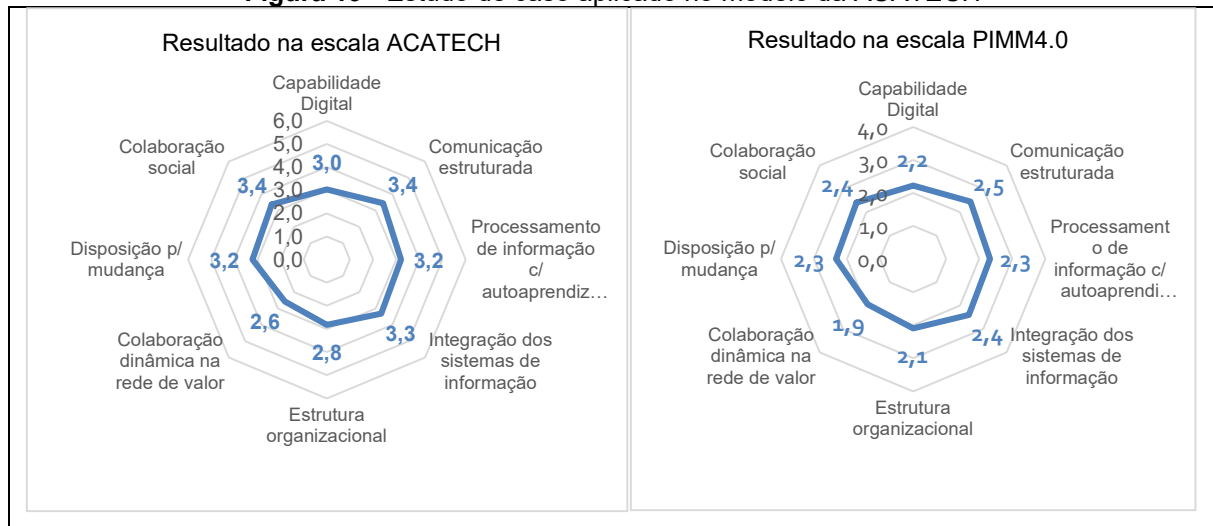 Resultado na escala ACATECH
Capabilidade
Digital
6,0
5,0
4,0
3,0
2,0
1,0
0,0
3,0
Comunicação
estruturada
3,4
Processamento
de informação
c/
autoaprendiz…
3,2
Integração dos
sistemas de
informação
3,3
Estrutura
organizacional
2,8
Colaboração
dinâmica na
rede de valor
2,6
Disposição p/
mudança
3,2
Colaboração
social
3,4
Resultado na escala PIMM4.0
Capabilidade
Digital
4,0
3,0
2,0
1,0
0,0
2,2
Comunicação
estruturada
2,5
Processament
o de
informação c/
autoaprendi…
2,3
Integração dos
sistemas de
informação
2,4
Estrutura
organizacional
2,1
Colaboração
dinâmica na
rede de valor
1,9
Disposição p/
mudança
2,3
Colaboração
social
2,4